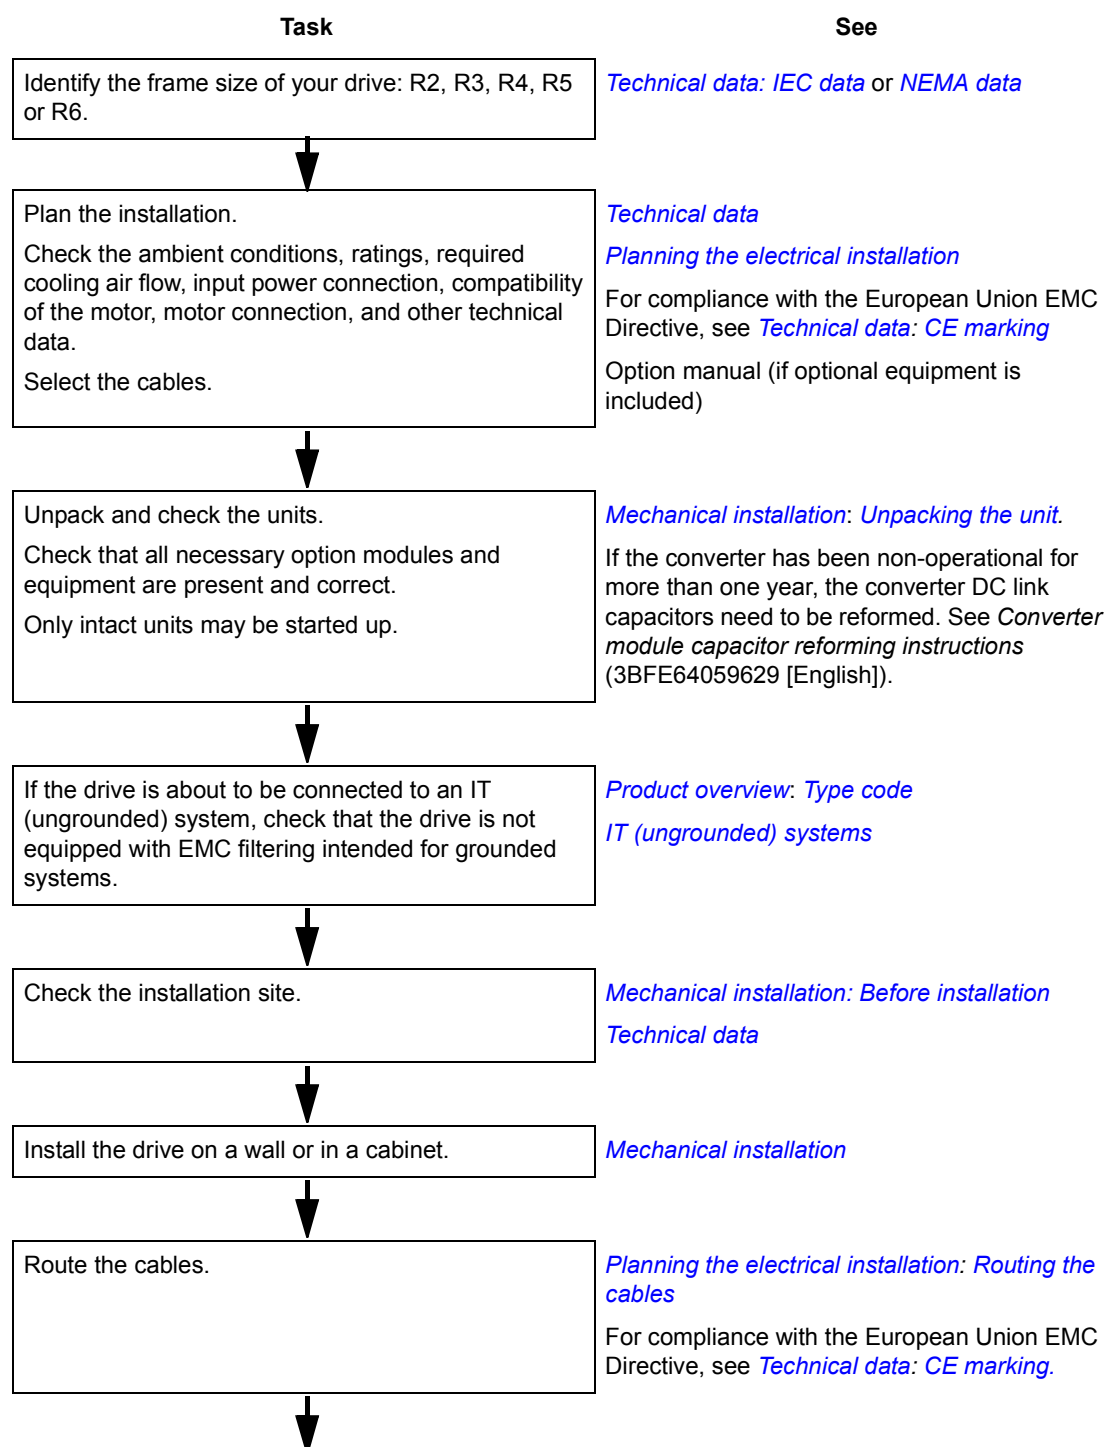 Task
See
Identify the frame size of your drive: R2, R3, R4, R5
or R6.
Technical data: IEC data or NEMA data
Plan the installation.
Check the ambient conditions, ratings, required
cooling air flow, input power connection, compatibility
of the motor, motor connection, and other technical
data.
Select the cables.
Technical data
Planning the electrical installation
For compliance with the European Union EMC
Directive, see Technical data: CE marking
Option manual (if optional equipment is
included)
Unpack and check the units.
Check that all necessary option modules and
equipment are present and correct.
Only intact units may be started up.
Mechanical installation: Unpacking the unit.
If the converter has been non-operational for
more than one year, the converter DC link
capacitors need to be reformed. See Converter
module capacitor reforming instructions
(3BFE64059629 [English]).
If the drive is about to be connected to an IT
(ungrounded) system, check that the drive is not
equipped with EMC filtering intended for grounded
systems.
Product overview: Type code
IT (ungrounded) systems
Check the installation site.
Mechanical installation: Before installation
Technical data
Install the drive on a wall or in a cabinet.
Mechanical installation
Route the cables.
Planning the electrical installation: Routing the
cables
For compliance with the European Union EMC
Directive, see Technical data: CE marking.